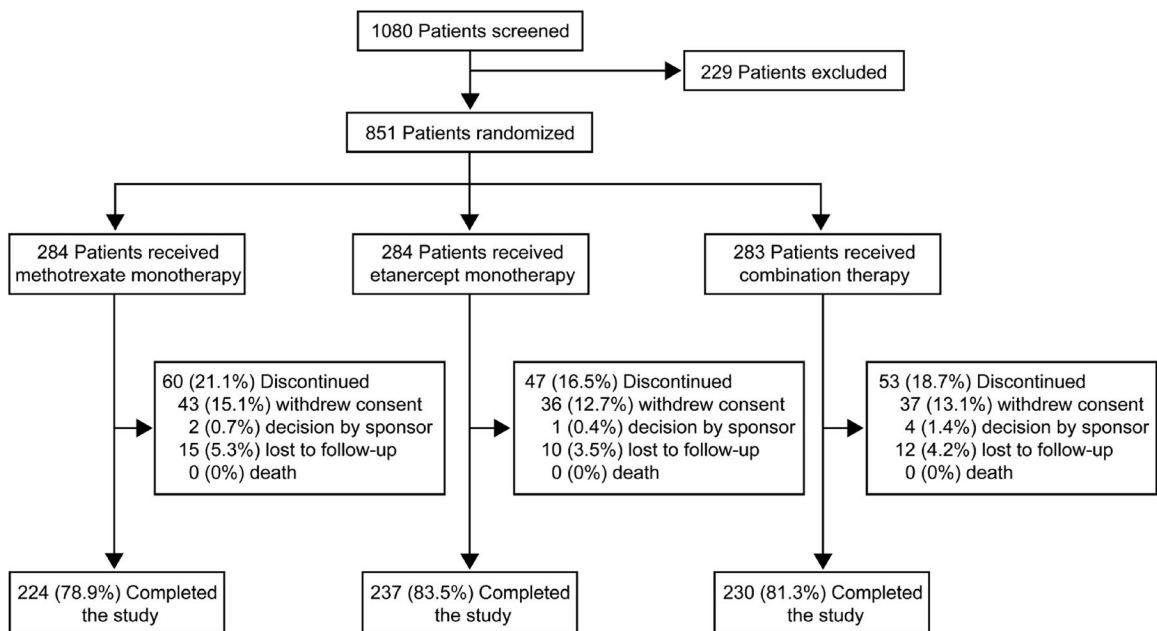 1080 Patients screened
229 Patients excluded
851 Patients randomized
284 Patients received
methotrexate monotherapy
284 Patients received
etanercept monotherapy
283 Patients received
combination therapy
60 (21.1%) Discontinued
43 (15.1%) withdrew consent
2 (0.7%) decision by sponsor
15 (5.3%) lost to follow-up
0 (0%) death
47 (16.5%) Discontinued
36 (12.7%) withdrew consent
1 (0.4%) decision by sponsor
10 (3.5%) lost to follow-up
0 (0%) death
53 (18.7%) Discontinued
37 (13.1%) withdrew consent
4 (1.4%) decision by sponsor
12 (4.2%) lost to follow-up
0 (0%) death
224 (78.9%) Completed
the study
237 (83.5%) Completed
the study
230 (81.3%) Completed
the study